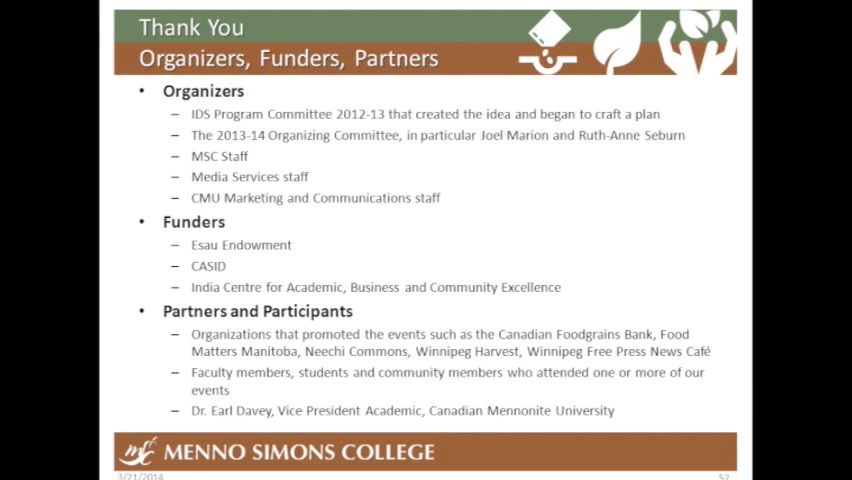 Thank You
Organizers, Funders, Partners
• Organizers
– IDS Program Committee 2012-13 that created the idea and began to craft a plan
– The 2013-14 Organizing Committee, in particular Joel Marion and Ruth-Anne Seburn
– MSC Staff
– Media Services staff
– CMU Marketing and Communications staff
• Funders
– Esau Endowment
– CASID
– India Centre for Academic, Business and Community Excellence
• Partners and Participants
– Organizations that promoted the events such as the Canadian Foodgrains Bank, Food
Matters Manitoba, Neechi Commons, Winnipeg Harvest, Winnipeg Free Press News Café
– Faculty members, students and community members who attended one or more of our
events
– Dr. Earl Davey, Vice President Academic, Canadian Mennonite University
msc MENNO SIMONS COLLEGE
3/21/2014
52